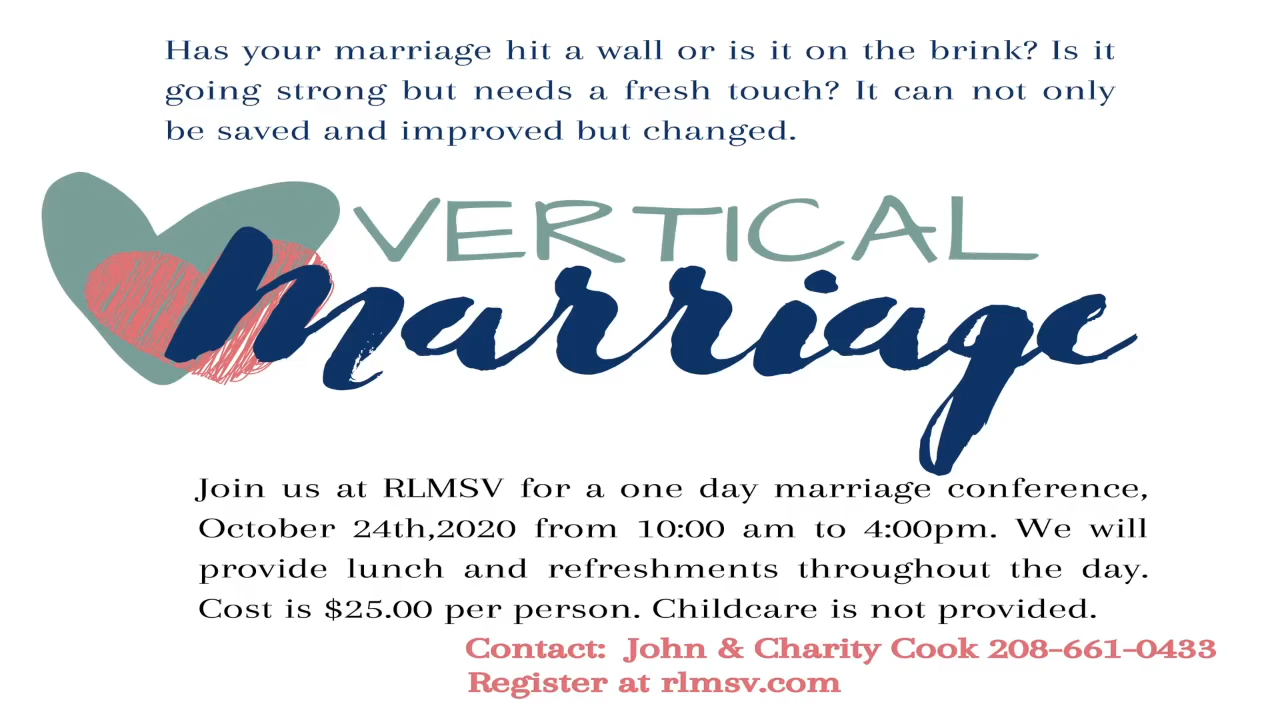 Has your marriage hit a wall or is it on the brink? Is it
going strong but needs a fresh touch? It can not only
be saved and improved but changed.
VERTICAL
marriage
Join us at RLMSV for a one day marriage conference,
October 24th,2020 from 10:00 am to 4:00pm. We will
provide lunch and refreshments throughout the day.
Cost is $25.00 per person. Childcare is not provided.
Contact: John & Charity Cook 208-661-0433
Register at rlmsv.com